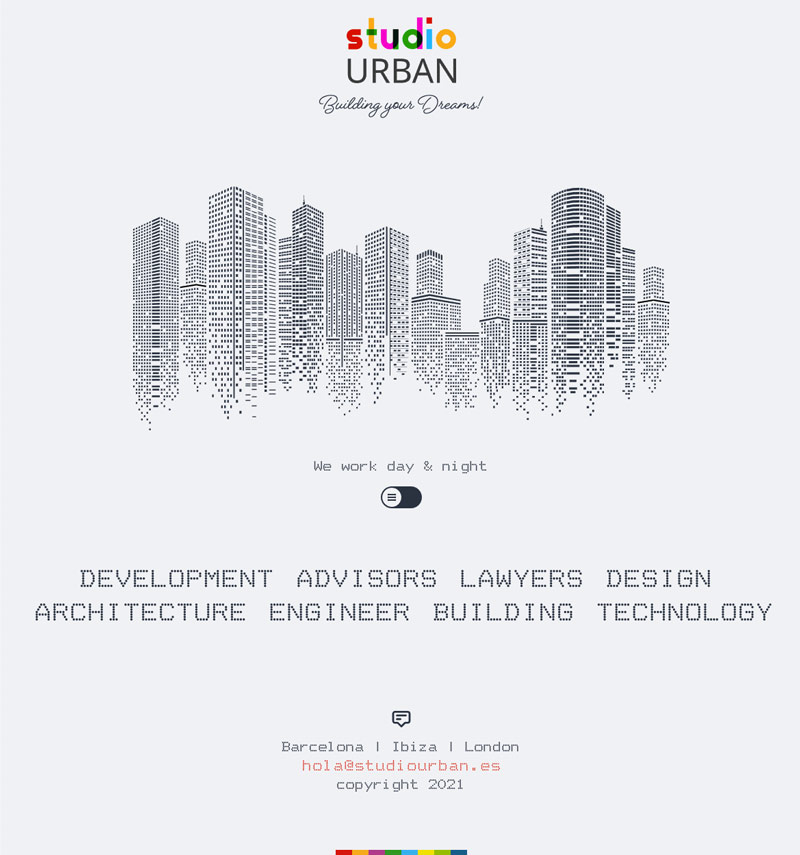 studio
URBAN
Building your Dreams!
We work day & night
DEVELOPMENT ADVISORS LAWYERS DESIGN
ARCHITECTURE ENGINEER BUILDING TECHNOLOGY
Barcelona | Ibiza | London
hola@studiourban.es
copyright 2021